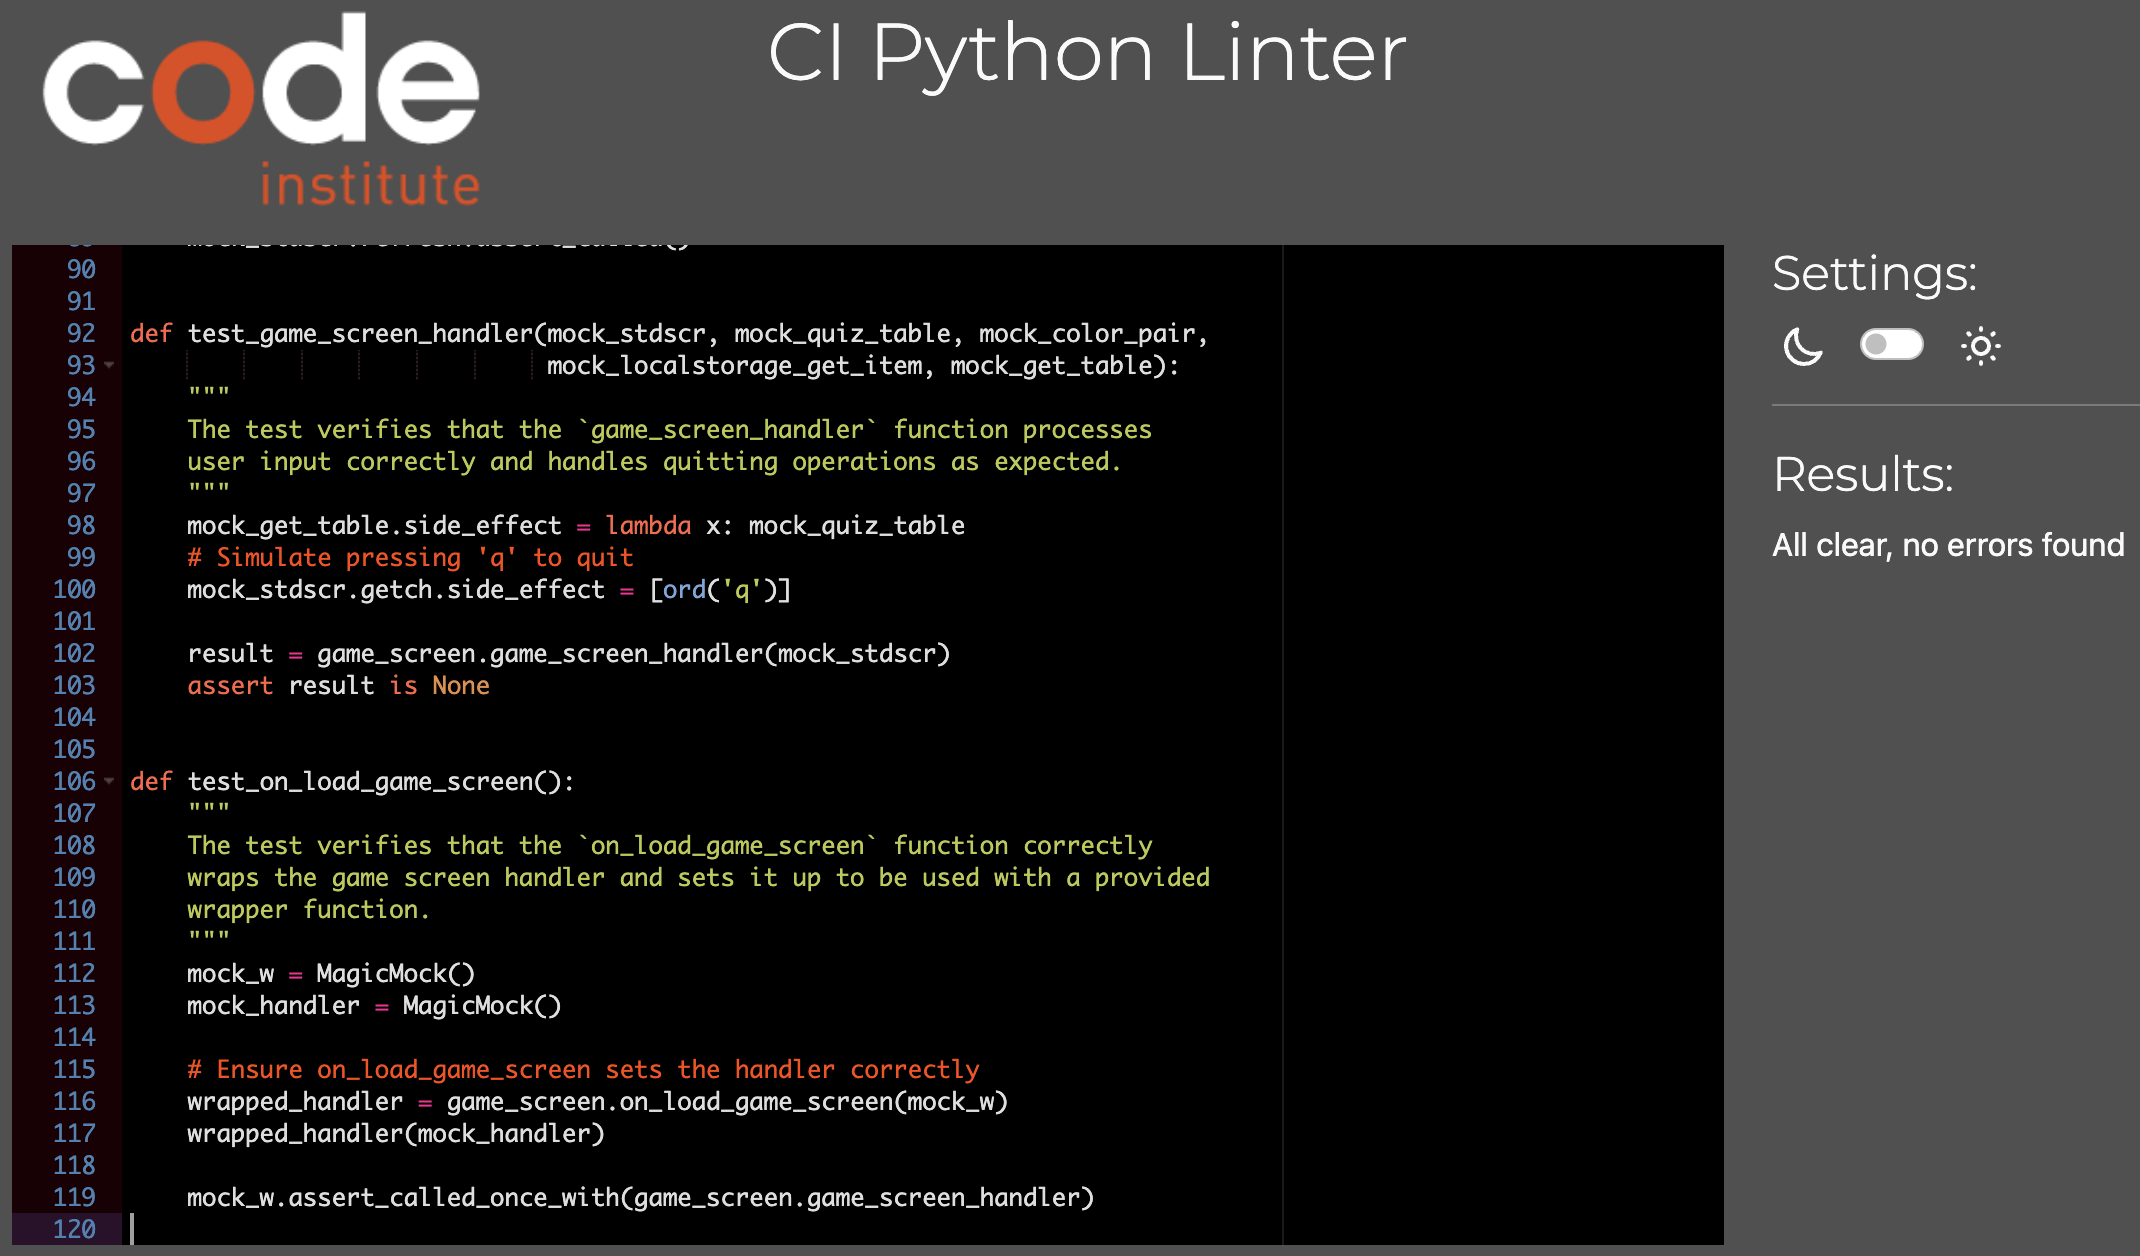 code
institute
CI Python Linter
90
91
92 def test_game_screen_handler(mock_stdscr, mock_quiz_table, mock_color_pair,
93 mock_localstorage_get_item, mock_get_table):
94 """
95 The test verifies that the `game_screen_handler` function processes
96 user input correctly and handles quitting operations as expected.
97 """
98 mock_get_table.side_effect = lambda x: mock_quiz_table
99 # Simulate pressing 'q' to quit
100 mock_stdscr.getch.side_effect = [ord('q')]
101
102 result = game_screen.game_screen_handler(mock_stdscr)
103 assert result is None
104
105
106 def test_on_load_game_screen():
107 """
108 The test verifies that the `on_load_game_screen` function correctly
109 wraps the game screen handler and sets it up to be used with a provided
110 wrapper function.
111 """
112 mock_w = MagicMock()
113 mock_handler = MagicMock()
114
115 # Ensure on_load_game_screen sets the handler correctly
116 wrapped_handler = game_screen.on_load_game_screen(mock_w)
117 wrapped_handler(mock_handler)
118
119 mock_w.assert_called_once_with(game_screen.game_screen_handler)
120
Settings:
Results:
All clear, no errors found